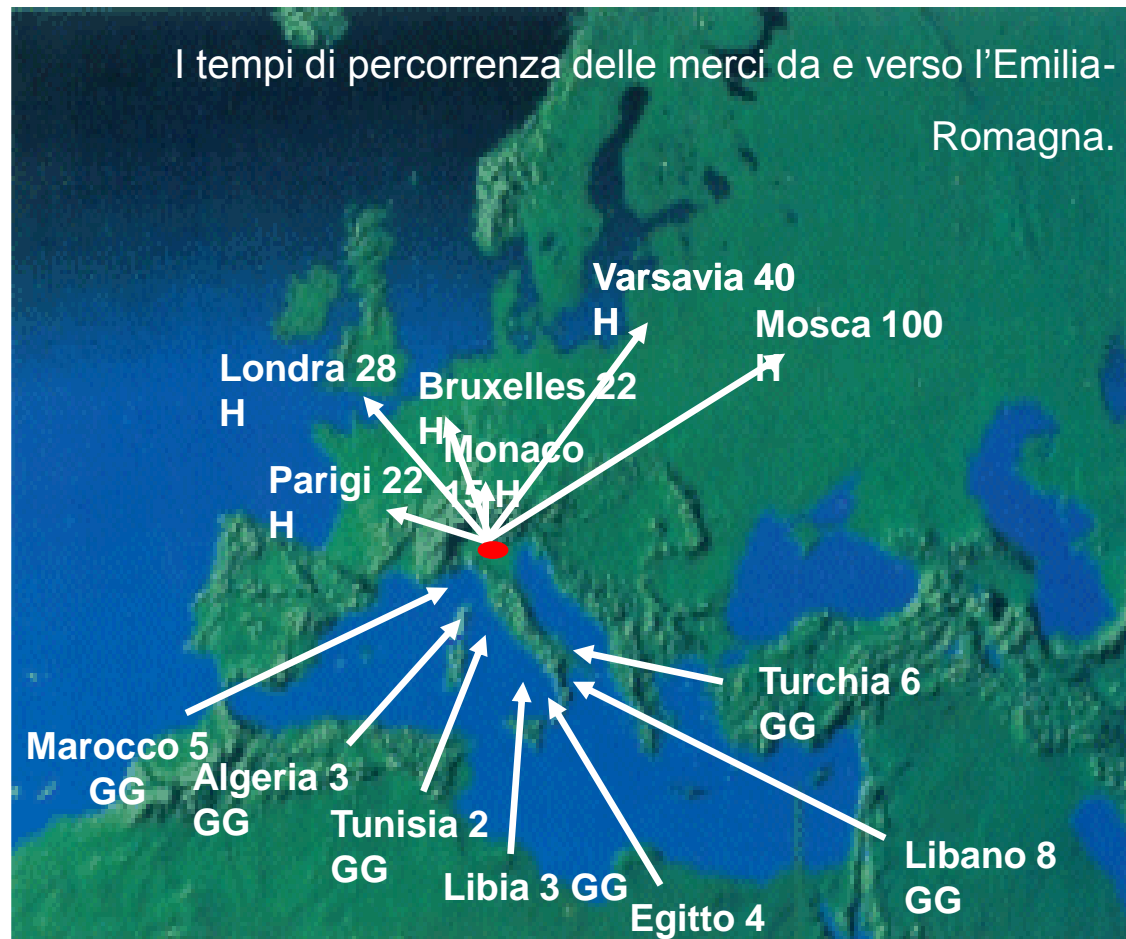 I tempi di percorrenza delle merci da e verso l'Emilia-
Romagna.
Varsavia 40
H
Mosca 100
H
Londra 28
H
Bruxelles 22
H
Monaco
15 H
Parigi 22
H
Turchia 6
GG
Marocco 5
GG
Algeria 3
GG
Tunisia 2
GG
Libano 8
GG
Libia 3 GG
Egitto 4